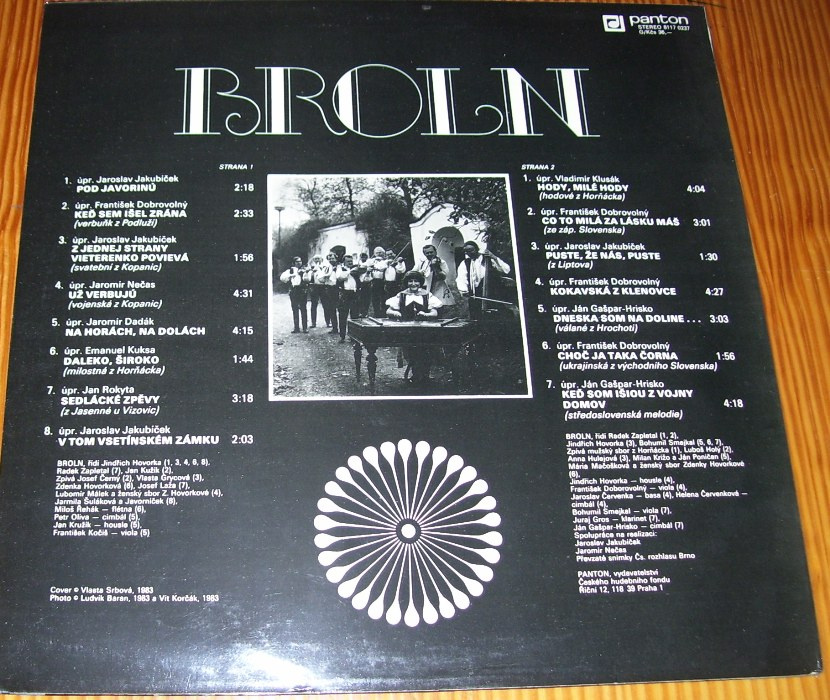 panton
STEREO 8117 0227
G/Kčs 36,—
BROLN
STRANA 1
1. úpr. Jaroslav Jakubíček
POD JAVORINÚ 2:18
2. úpr. František Dobrovolný
KEĎ SEM IŠEL ZRÁNA 2:33
(verbuňk z Podluží)
3. úpr. Jaroslav Jakubíček
Z JEDNEJ STRANY
VIETERENKO POVIEVÁ 1:56
(svatební z Kopanic)
4. úpr. Jaromír Nečas
UŽ VERBUJÚ 4:31
(vojenská z Kopanic)
5. úpr. Jaromír Dadák
NA HORÁCH, NA DOLÁCH 4:15
6. úpr. Emanuel Kuksa
DALEKO, ŠIROKO 1:44
(milostná z Horňácka)
7. úpr. Jan Rokyta
SEDLÁCKÉ ZPĚVY 3:18
(z Jasenné u Vizovic)
8. úpr. Jaroslav Jakubíček
V TOM VSETÍNSKÉM ZÁMKU 2:03
BROLN, řídí Jindřich Hovorka (1, 3, 4, 6, 8),
Radek Zapletal (7), Jan Kužík (2),
Zpívá Josef Černý (2), Vlasta Grycová (3),
Zdenka Hovorková (6), Josef Laža (7),
Lubomír Málek a ženský sbor Z. Hovorkové (4),
Jarmila Šuláková a Javorníček (8),
Miloš Řehák — flétna (6),
Petr Oliva — cimbál (5),
Jan Kružík — housle (5),
František Kočiš — viola (5)
Cover © Vlasta Srbová, 1983
Photo © Ludvík Baran, 1983 a Vít Korčák, 1983
STRANA 2
1. úpr. Vladimír Klusák
HODY, MILÉ HODY 4:04
(hodové z Horňácka)
2. úpr. František Dobrovolný
CO TO MILÁ ZA LÁSKU MÁŠ 3:01
(ze záp. Slovenska)
3. úpr. Jaroslav Jakubíček
PUSTE, ŽE NÁS, PUSTE 1:30
(z Liptova)
4. úpr. František Dobrovolný
KOKAVSKÁ Z KLENOVCE 4:27
5. úpr. Ján Gašpar-Hrisko
DNESKA SOM NA DOLINE . . . 3:03
(válané z Hrochoti)
6. úpr. František Dobrovolný
CHOČ JA TAKA ČORNA 1:56
(ukrajinská z východního Slovenska)
7. úpr. Ján Gašpar-Hrisko
KEĎ SOM IŠIOU Z VOJNY
DOMOV 4:18
(středoslovenská melodie)
BROLN, řídí Radek Zapletal (1, 2),
Jindřich Hovorka (3), Bohumil Smejkal (5, 6, 7),
Zpívá mužský sbor z Horňácka (1), Luboš Holý (2),
Anna Hulejová (3), Milan Križo a Ján Poničan (5),
Mária Mačošková a ženský sbor Zdenky Hovorkové
(6),
Jindřich Hovorka — housle (4),
František Doborovolný — viola (4),
Jaroslav Červenka — basa (4), Helena Červenková —
cimbál (4),
Bohumil Smejkal — viola (7),
Juraj Gros — klarinet (7),
Ján Gašpar-Hrisko — cimbál (7)
Spolupráce na realizaci:
Jaroslav Jakubíček
Jaromír Nečas
Převzaté snímky Čs. rozhlasu Brno
PANTON, vydavatelství
Českého hudebního fondu
Říční 12, 118 39 Praha 1